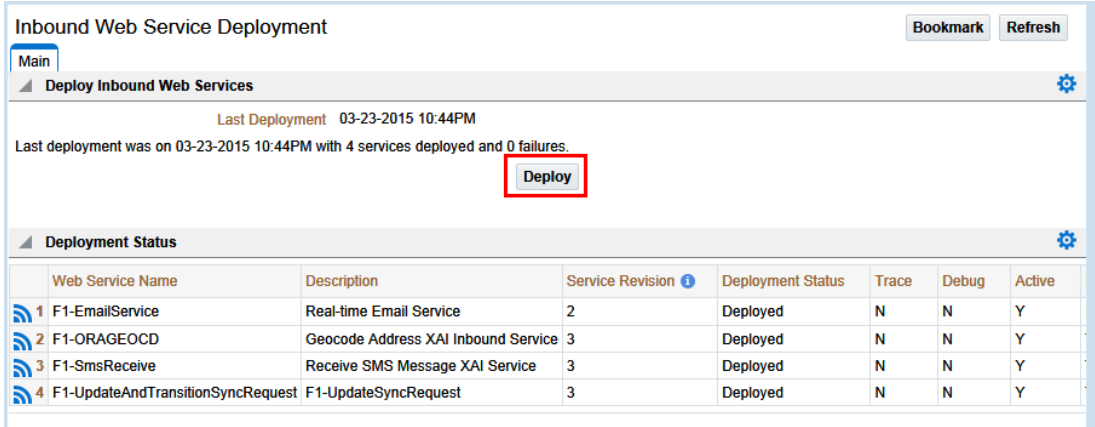 Inbound Web Service Deployment Bookmark Refresh
Main
Deploy Inbound Web Services
Last Deployment 03-23-2015 10:44PM
Last deployment was on 03-23-2015 10:44PM with 4 services deployed and 0 failures.
Deploy
Deployment Status
Web Service Name Description Service Revision Deployment Status Trace Debug Active
1 F1-EmailService Real-time Email Service 2 Deployed N N Y
2 F1-ORAGEOCD Geocode Address XAI Inbound Service 3 Deployed N N Y
3 F1-SmsReceive Receive SMS Message XAI Service 3 Deployed N N Y
4 F1-UpdateAndTransitionSyncRequest F1-UpdateSyncRequest 3 Deployed N N Y